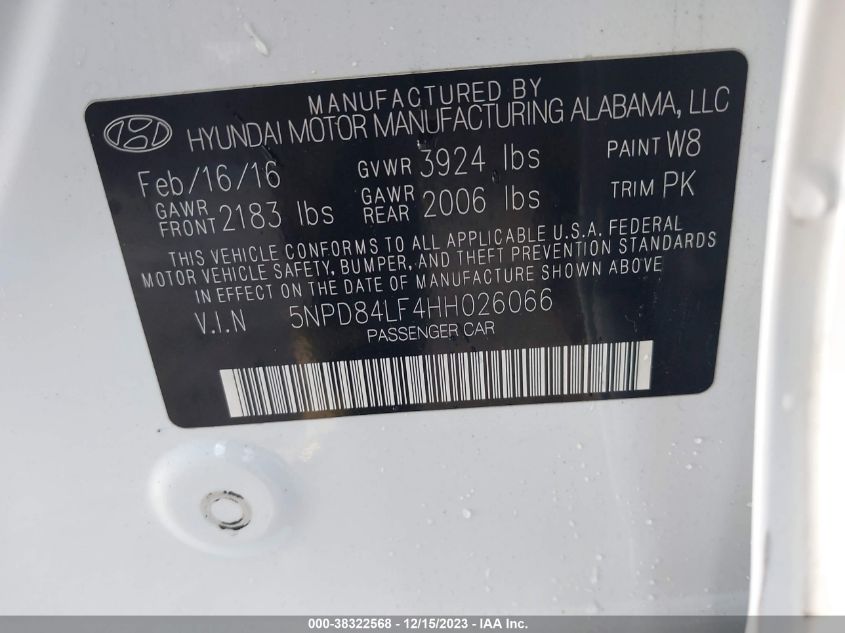 MANUFACTURED BY
HYUNDAI MOTOR MANUFACTURING ALABAMA, LLC
Feb/16/16 GVWR 3924 lbs PAINT W8
GAWR FRONT 2183 lbs GAWR REAR 2006 lbs TRIM PK
THIS VEHICLE CONFORMS TO ALL APPLICABLE U.S.A. FEDERAL
MOTOR VEHICLE SAFETY, BUMPER, AND THEFT PREVENTION STANDARDS
IN EFFECT ON THE DATE OF MANUFACTURE SHOWN ABOVE
V.I.N 5NPD84LF4HH026066
PASSENGER CAR
000-38322568 - 12/15/2023 - IAA Inc.